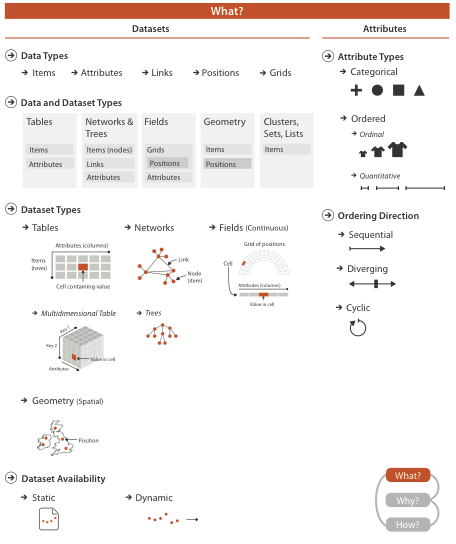 What?
Datasets
Attributes
Data Types
Items
Attributes
Links
Positions
Grids
Data and Dataset Types
Tables
Items
Attributes
Networks &
Trees
Items (nodes)
Links
Attributes
Fields
Grids
Positions
Attributes
Geometry
Items
Positions
Clusters,
Sets, Lists
Items
Dataset Types
Tables
Attributes (columns)
Items
(rows)
Cell containing value
Networks
Link
Node
(item)
Fields (Continuous)
Grid of positions
Cell
Attributes (columns)
Value in cell
Multidimensional Table
Key 1
Key 2
Attributes
Value in cell
Trees
Geometry (Spatial)
Position
Dataset Availability
Static
Dynamic
Attribute Types
Categorical
Ordered
Ordinal
Quantitative
Ordering Direction
Sequential
Diverging
Cyclic
What?
Why?
How?